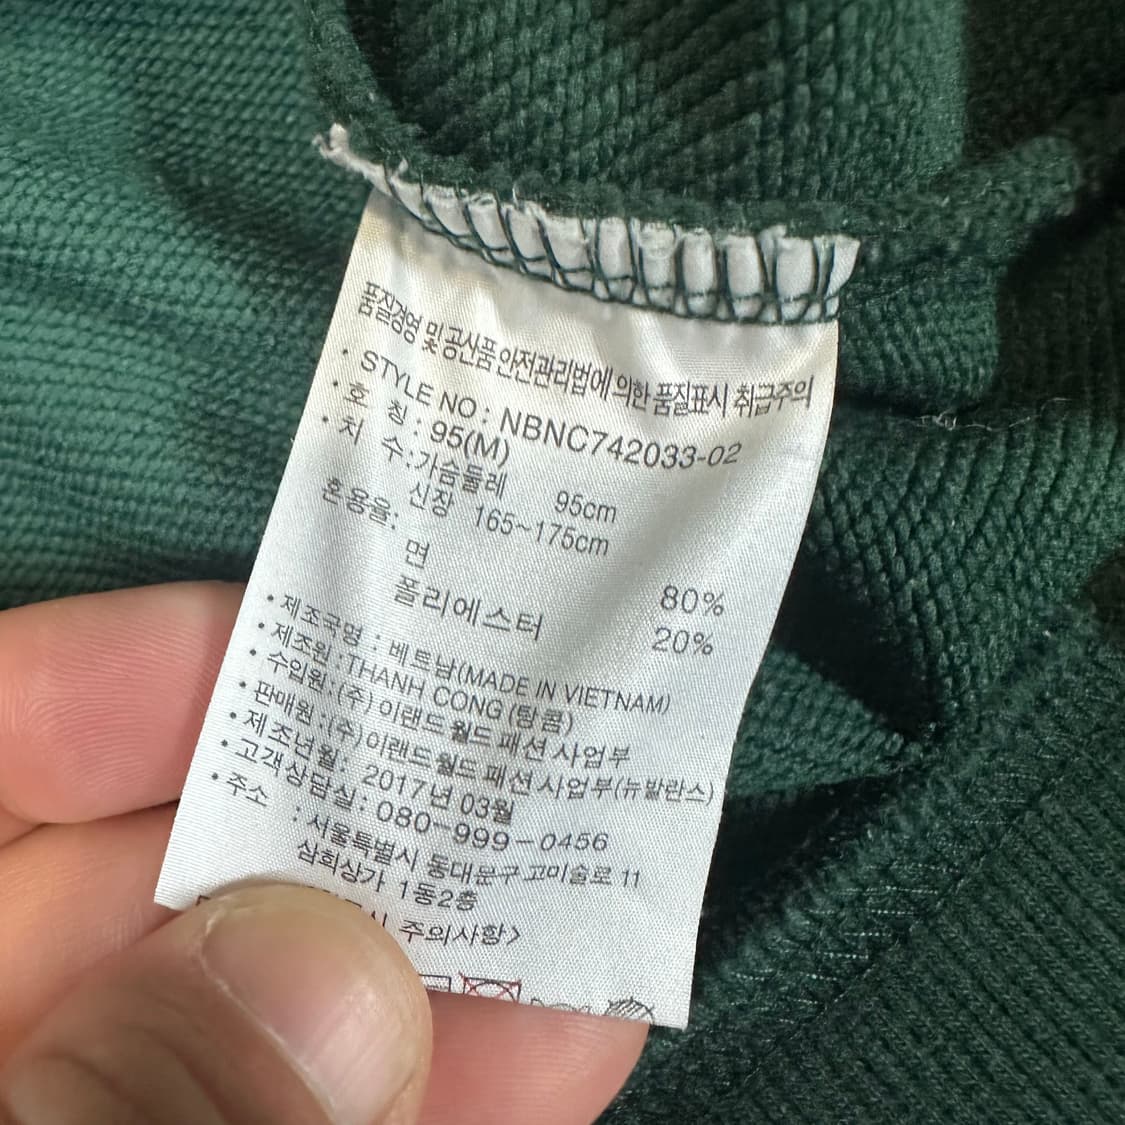 품질경영 및 공산품 안전관리법에 의한 품질표시 취급주의
· STYLE NO : NBNC742033-02
· 호 칭 : 95(M)
· 치 수 : 가슴둘레 95cm
신장 165~175cm
혼용율:
면 80%
폴리에스터 20%
· 제조국명 : 베트남(MADE IN VIETNAM)
· 제조원 :THANH CONG (탕콤)
· 수입원 :(주)이랜드월드 패션사업부
· 판매원 :(주)이랜드월드 패션사업부(뉴발란스)
· 제조년월 : 2017년 03월
· 고객상담실 : 080-999-0456
· 주소 : 서울특별시 동대문구 고미술로 11
삼희상가 1동2층
주의사항>